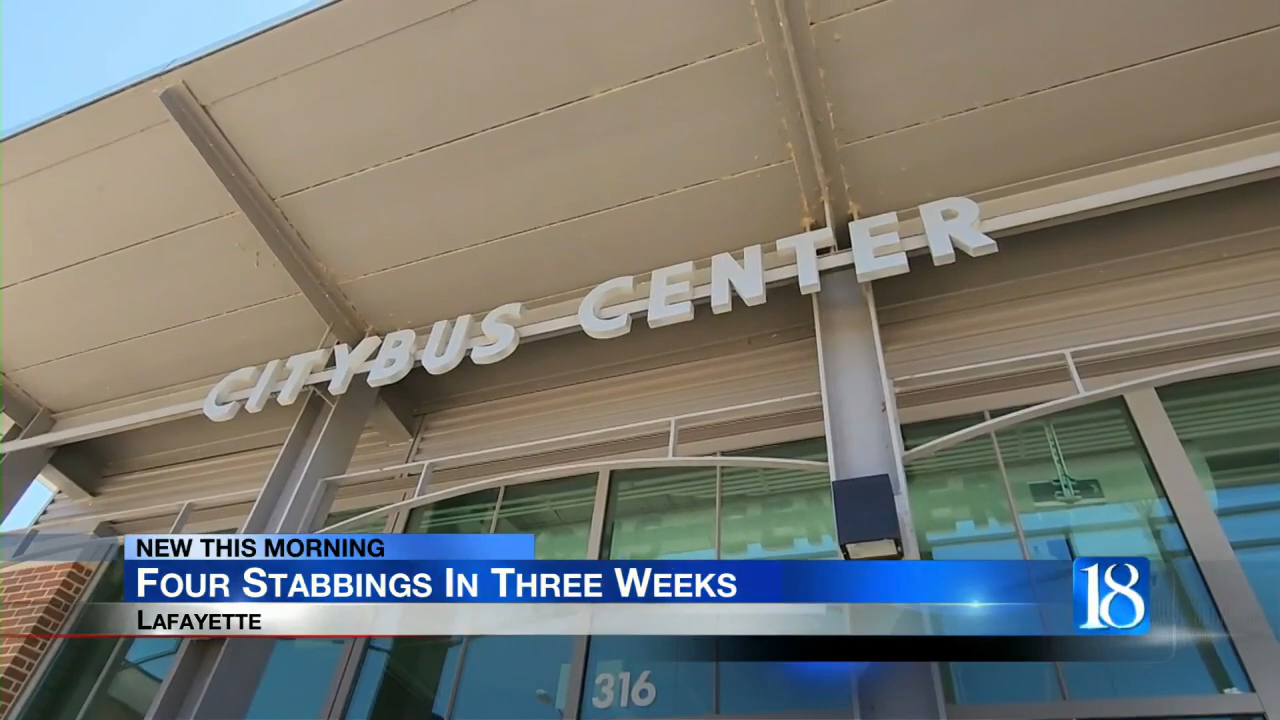 CITYBUS CENTER
NEW THIS MORNING
FOUR STABBINGS IN THREE WEEKS
18
LAFAYETTE
316